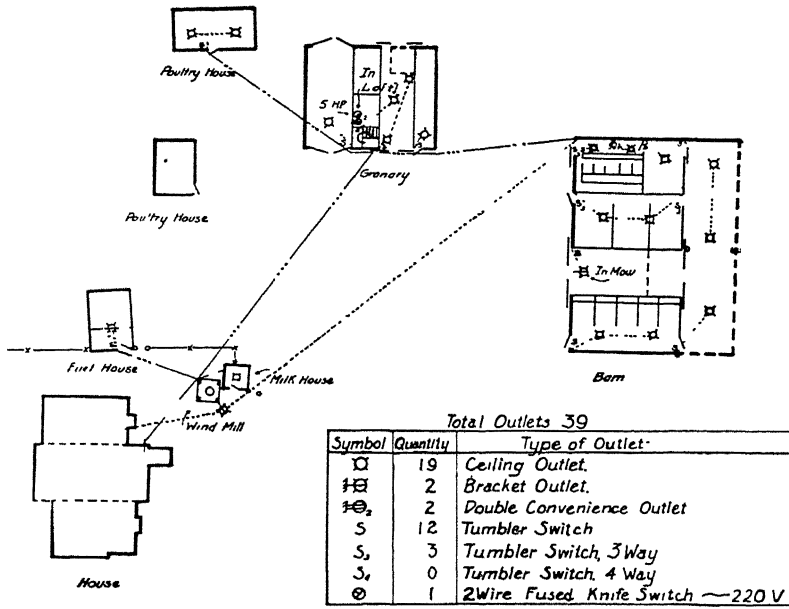 Poultry House
In
Loft
5 HP
Granary
Poultry House
In Mow
Barn
Fuel House
Milk House
Wind Mill
House
Total Outlets 39
Symbol Quantity Type of Outlet
19 Ceiling Outlet.
2 Bracket Outlet.
2 2 Double Convenience Outlet
S 12 Tumbler Switch
S₃ 3 Tumbler Switch, 3 Way
S₄ 0 Tumbler Switch. 4 Way
1 2 Wire Fused Knife Switch — 220 V